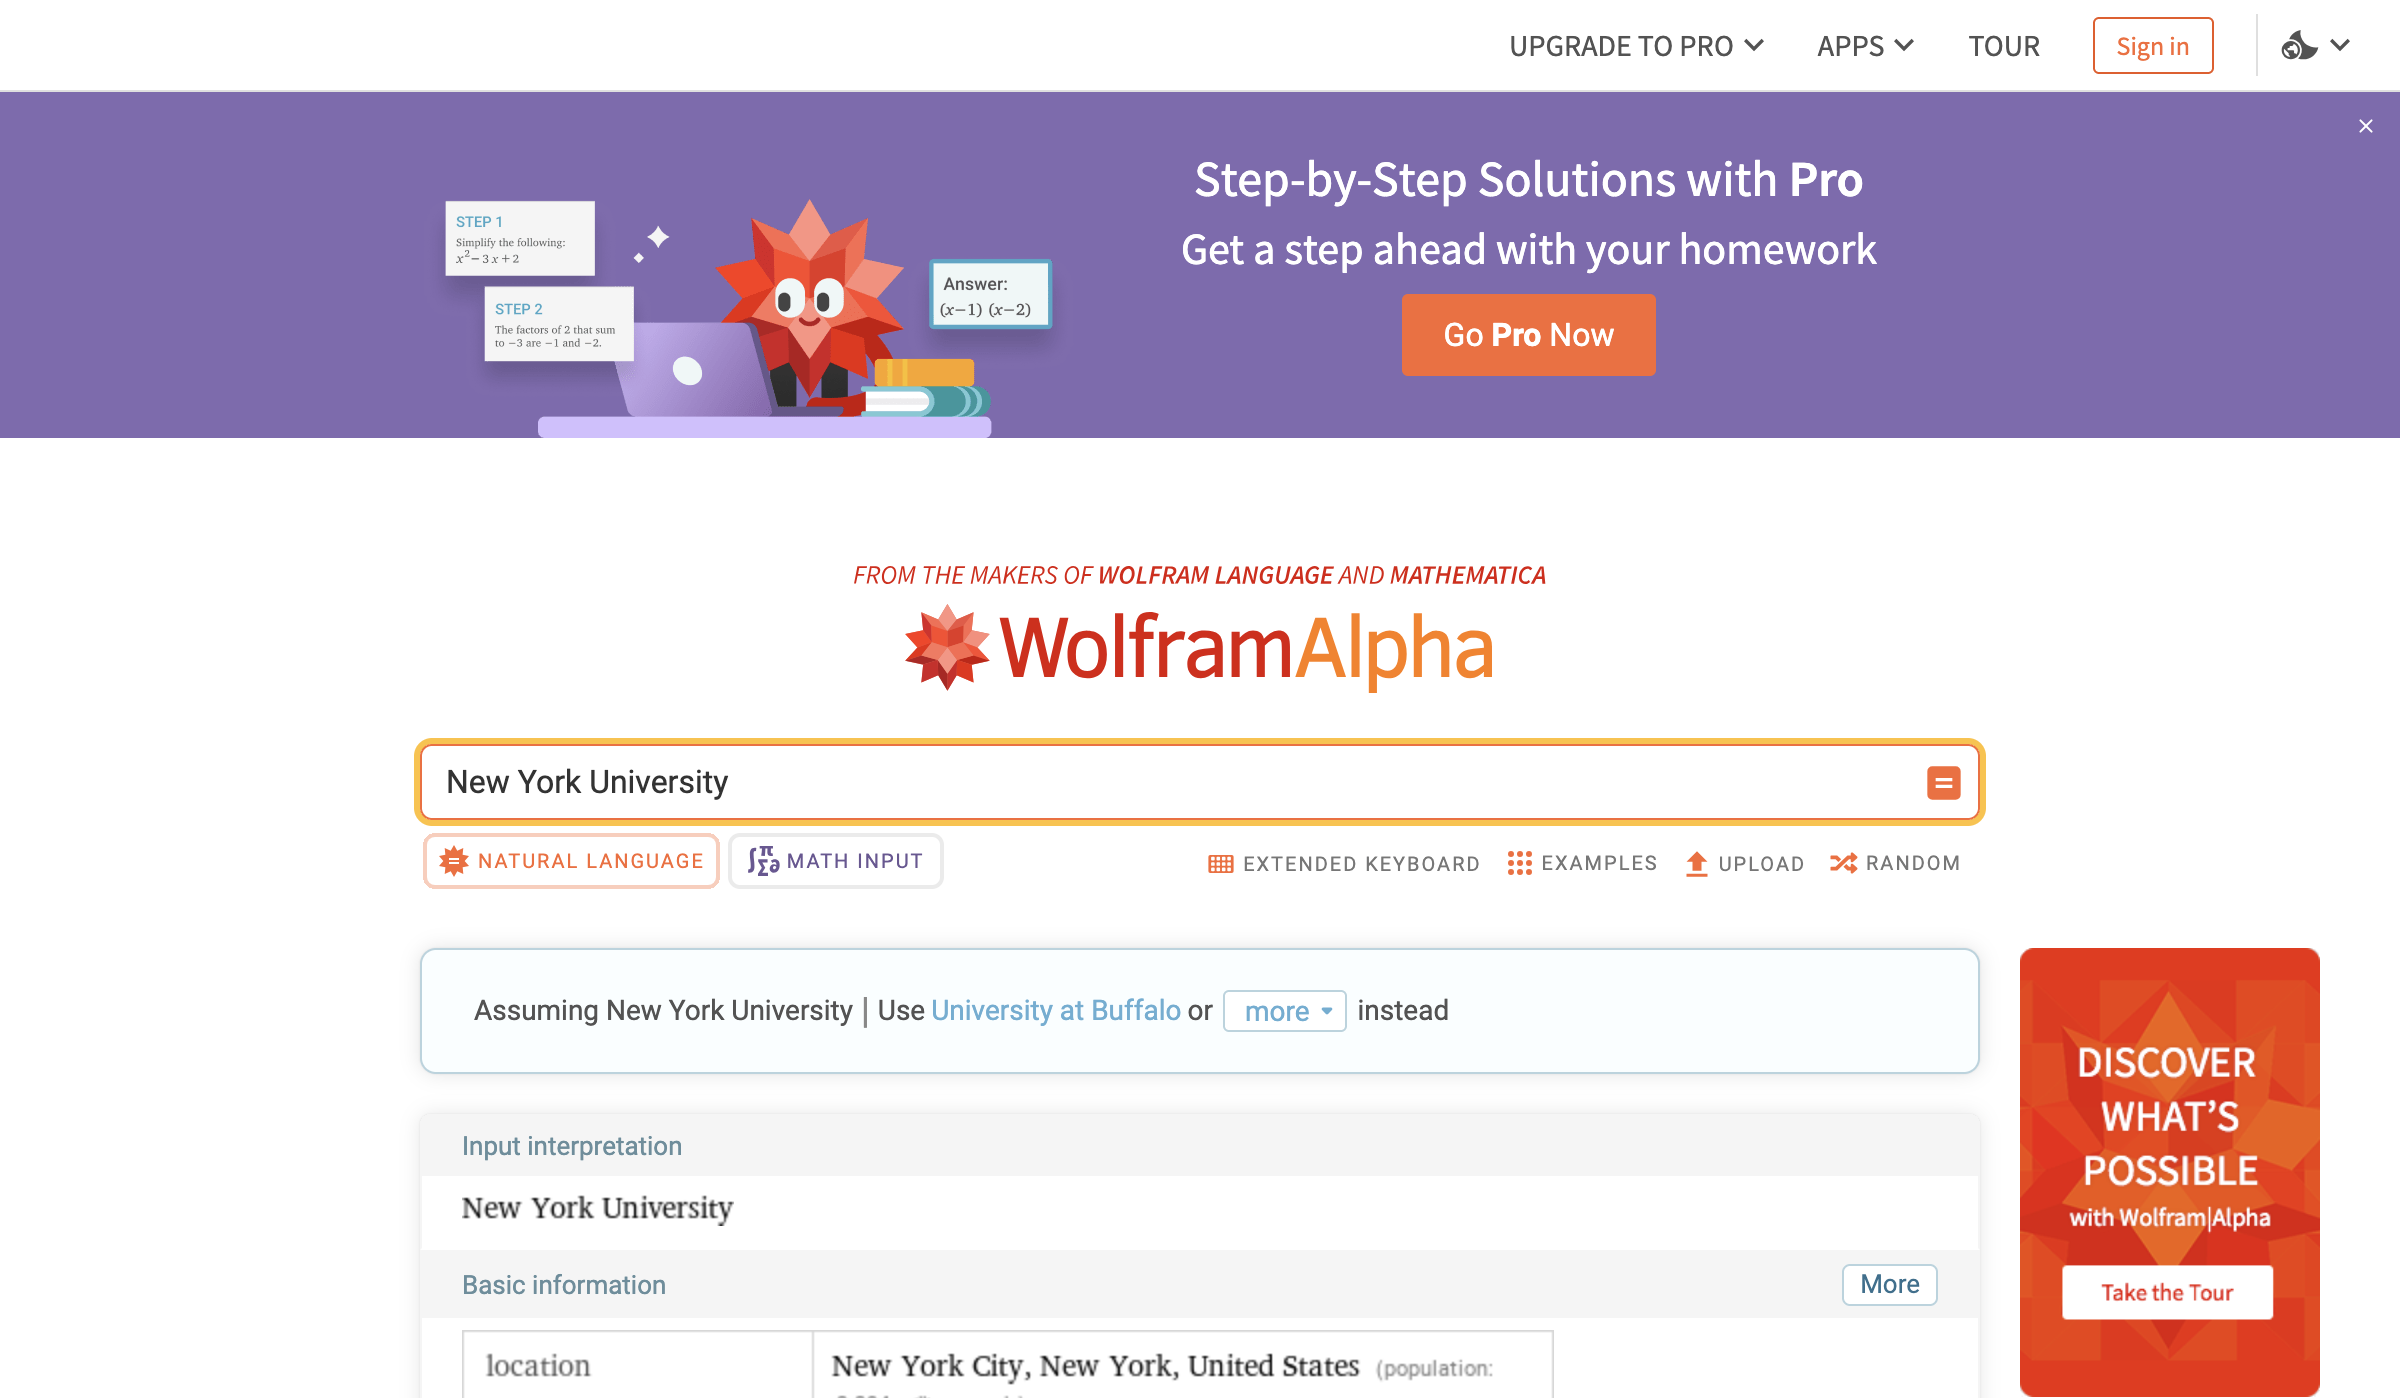 UPGRADE TO PRO APPS TOUR Sign in
Step-by-Step Solutions with Pro
Get a step ahead with your homework
Go Pro Now
STEP 1
Simplify the following:
x² − 3 x + 2
STEP 2
The factors of 2 that sum
to −3 are −1 and −2.
Answer:
(x−1) (x−2)
FROM THE MAKERS OF WOLFRAM LANGUAGE AND MATHEMATICA
WolframAlpha
New York University
NATURAL LANGUAGE MATH INPUT EXTENDED KEYBOARD EXAMPLES UPLOAD RANDOM
Assuming New York University | Use University at Buffalo or more instead
Input interpretation
New York University
Basic information More
location New York City, New York, United States (population:
DISCOVER
WHAT'S
POSSIBLE
with Wolfram|Alpha
Take the Tour